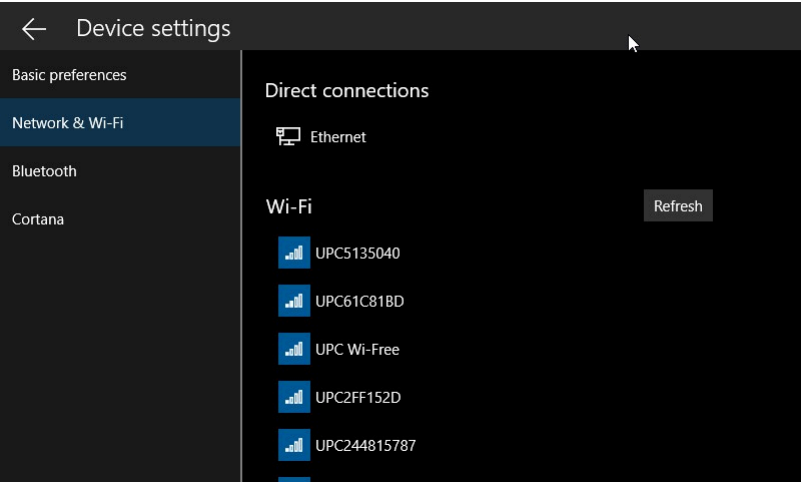 Device settings
Basic preferences
Network & Wi-Fi
Bluetooth
Cortana
Direct connections
Ethernet
Wi-Fi
Refresh
UPC5135040
UPC61C81BD
UPC Wi-Free
UPC2FF152D
UPC244815787